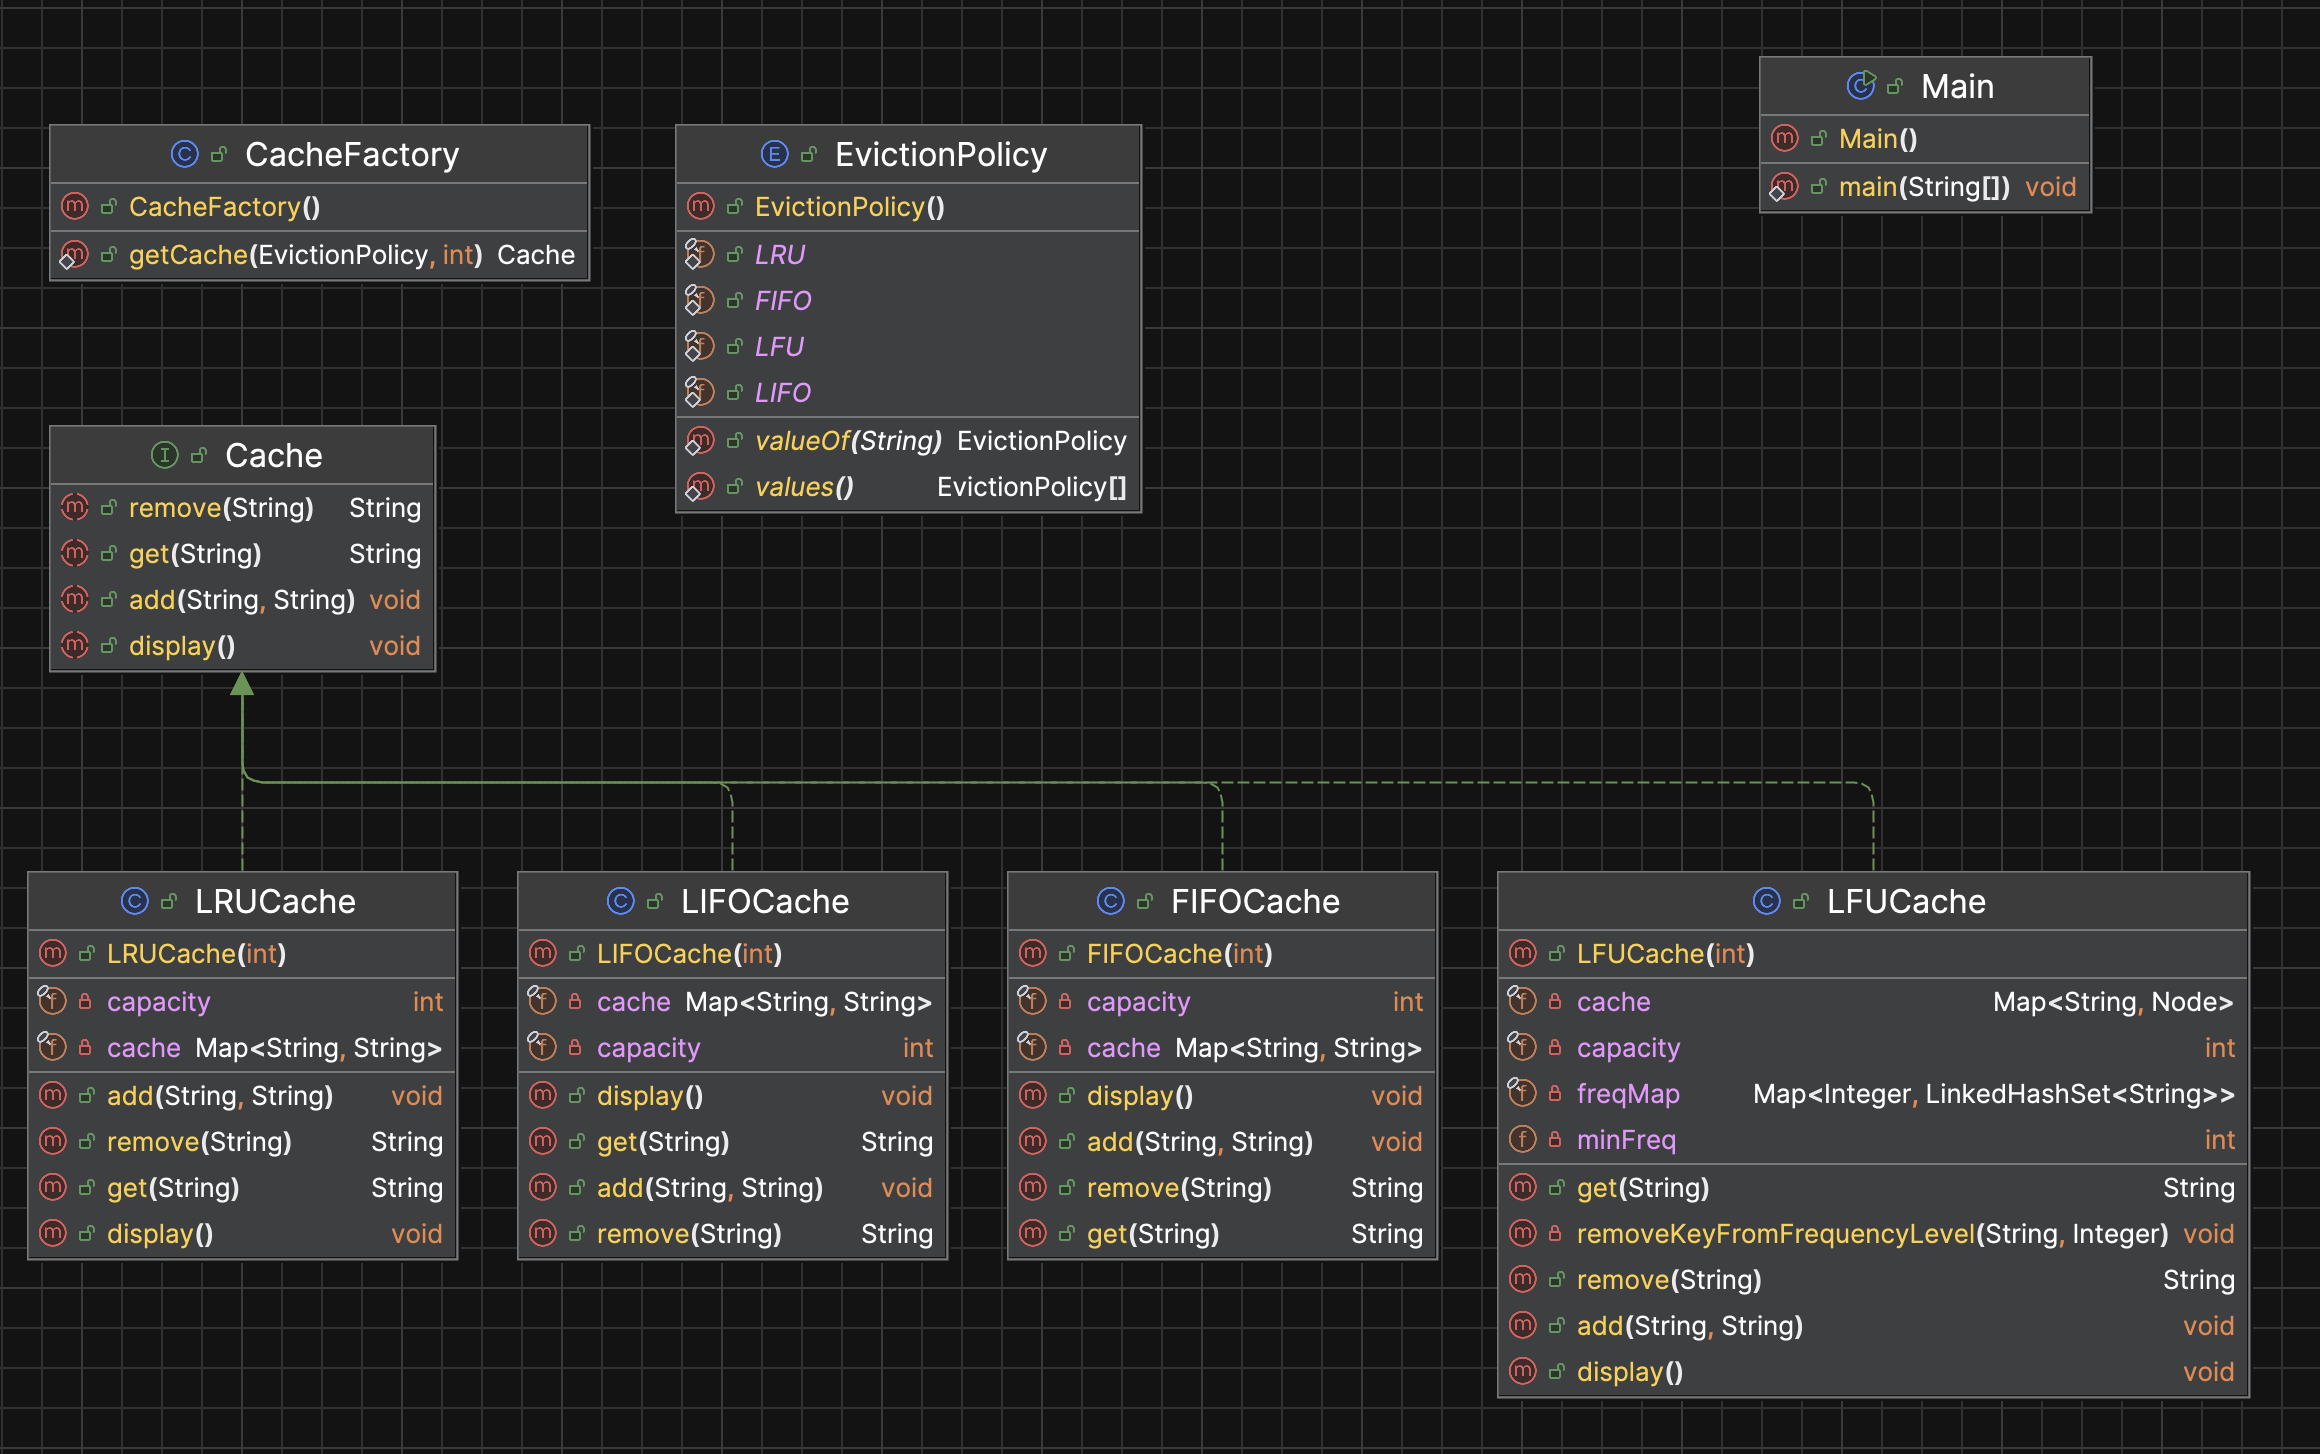 CacheFactory
CacheFactory()
getCache(EvictionPolicy, int) Cache
EvictionPolicy
EvictionPolicy()
LRU
FIFO
LFU
LIFO
valueOf(String) EvictionPolicy
values() EvictionPolicy[]
Main
Main()
main(String[]) void
Cache
remove(String) String
get(String) String
add(String, String) void
display() void
LRUCache
LRUCache(int)
capacity int
cache Map<String, String>
add(String, String) void
remove(String) String
get(String) String
display() void
LIFOCache
LIFOCache(int)
cache Map<String, String>
capacity int
display() void
get(String) String
add(String, String) void
remove(String) String
FIFOCache
FIFOCache(int)
capacity int
cache Map<String, String>
display() void
add(String, String) void
remove(String) String
get(String) String
LFUCache
LFUCache(int)
cache Map<String, Node>
capacity int
freqMap Map<Integer, LinkedHashSet<String>>
minFreq int
get(String) String
removeKeyFromFrequencyLevel(String, Integer) void
remove(String) String
add(String, String) void
display() void